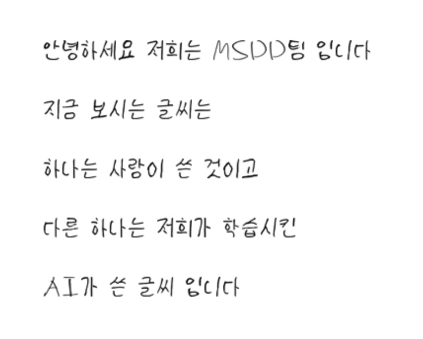 안녕하세요 저희는 MSDD팀 입니다
지금 보시는 글씨는
하나는 사람이 쓴 것이고
다른 하나는 저희가 학습시킨
AI가 쓴 글씨 입니다